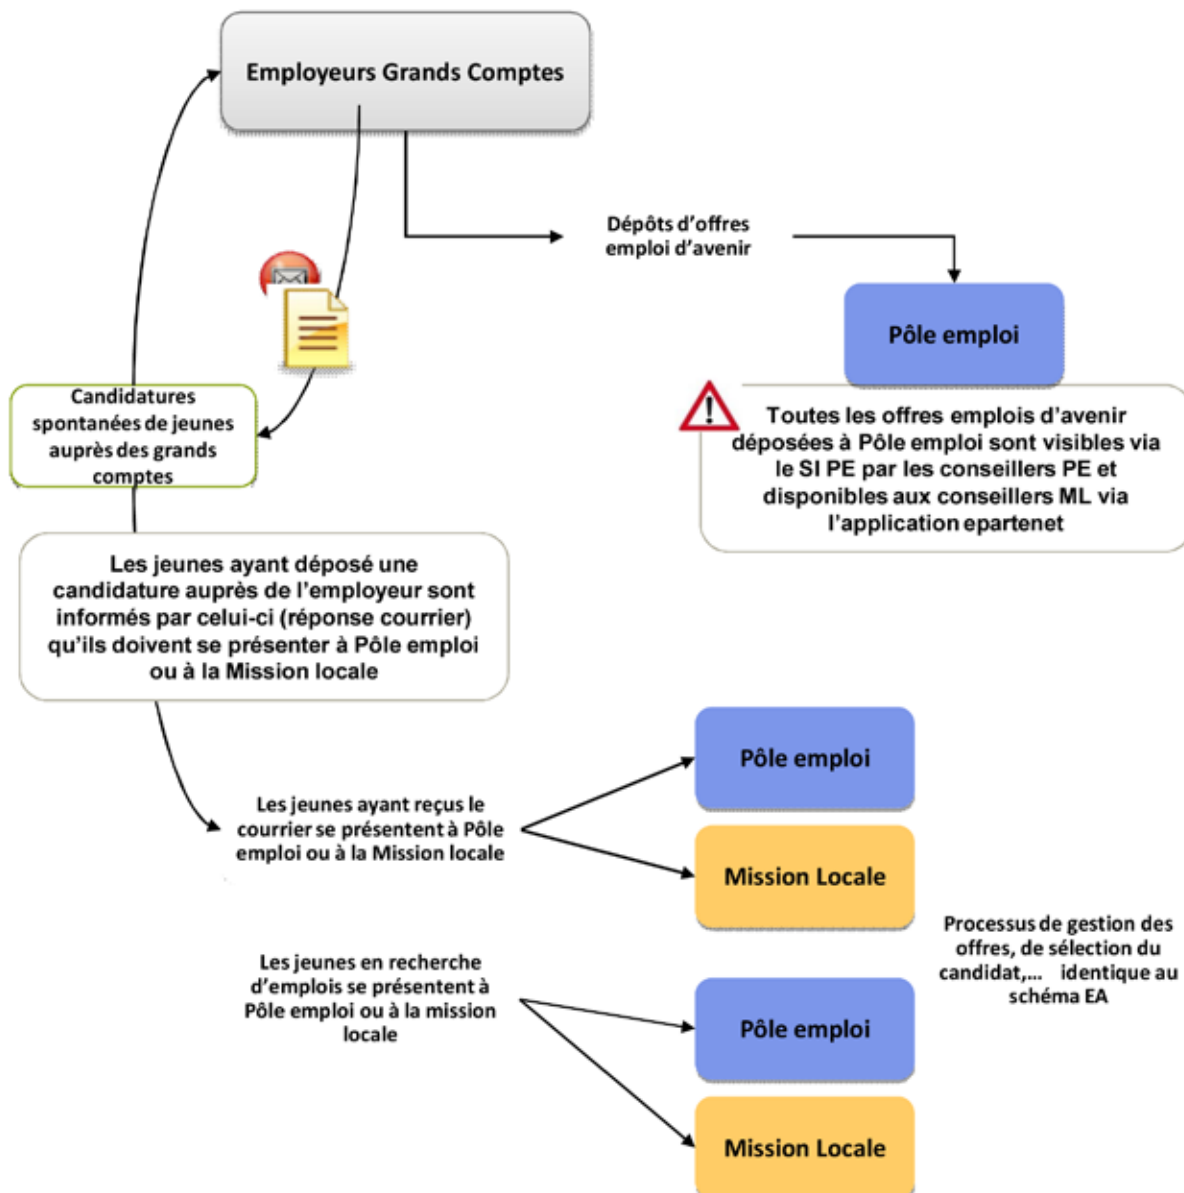 Employeurs Grands Comptes
Dépôts d'offres
emploi d'avenir
Pôle emploi
Toutes les offres emplois d'avenir
déposées à Pôle emploi sont visibles via
le SI PE par les conseillers PE et
disponibles aux conseillers ML via
l'application epartenet
Candidatures
spontanées de jeunes
auprès des grands
comptes
Les jeunes ayant déposé une
candidature auprès de l'employeur sont
informés par celui-ci (réponse courrier)
qu'ils doivent se présenter à Pôle emploi
ou à la Mission locale
Les jeunes ayant reçus le
courrier se présentent à Pôle
emploi ou à la Mission locale
Pôle emploi
Mission Locale
Les jeunes en recherche
d'emplois se présentent à
Pôle emploi ou à la mission
locale
Pôle emploi
Mission Locale
Processus de gestion des
offres, de sélection du
candidat,... identique au
schéma EA